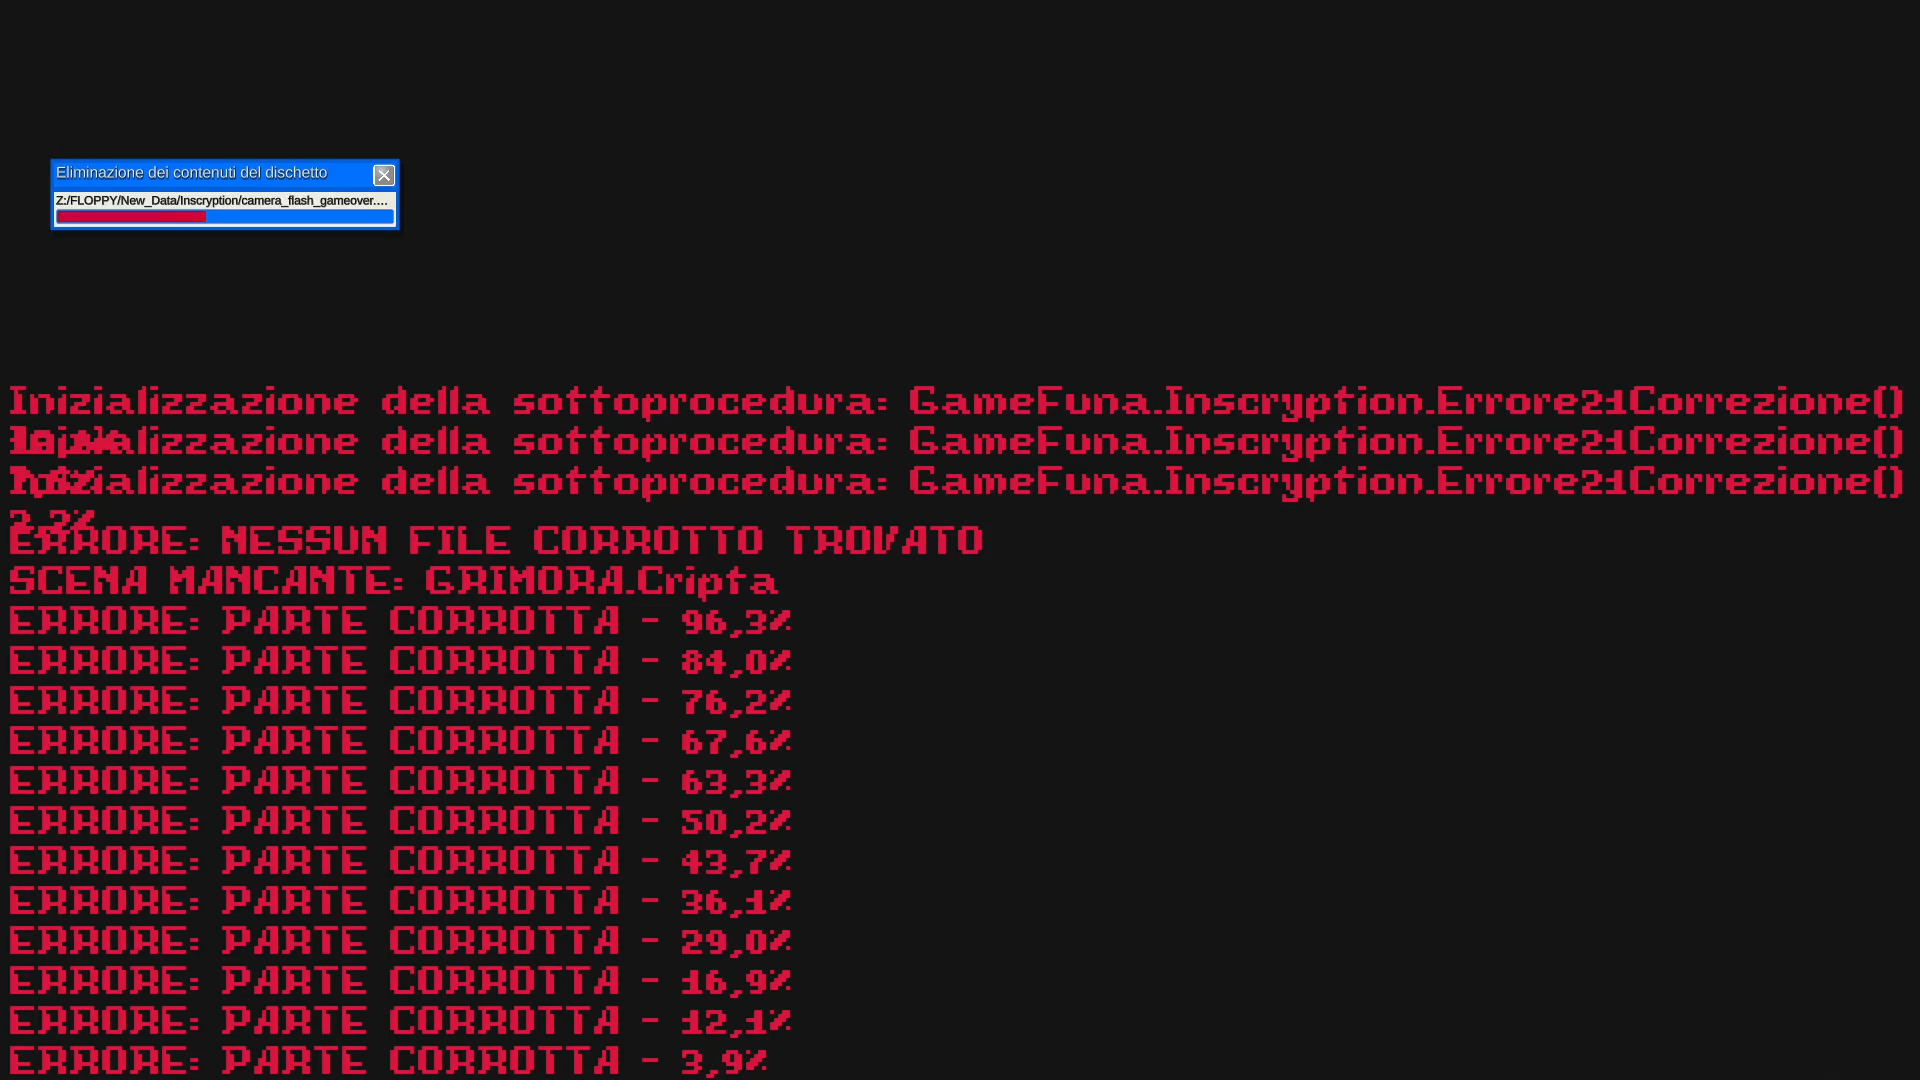 Eliminazione dei contenuti del dischetto
Z:/FLOPPY/New_Data/Inscryption/camera_flash_gameover....
Inizializzazione della sottoprocedura: GameFuna.Inscryption.Errore21Correzione()
Inizializzazione della sottoprocedura: GameFuna.Inscryption.Errore21Correzione()
Inizializzazione della sottoprocedura: GameFuna.Inscryption.Errore21Correzione()
ERRORE: NESSUN FILE CORROTTO TROVATO
SCENA MANCANTE: GRIMORA.Cripta
ERRORE: PARTE CORROTTA - 96,3%
ERRORE: PARTE CORROTTA - 84,0%
ERRORE: PARTE CORROTTA - 76,2%
ERRORE: PARTE CORROTTA - 67,6%
ERRORE: PARTE CORROTTA - 63,3%
ERRORE: PARTE CORROTTA - 50,2%
ERRORE: PARTE CORROTTA - 43,7%
ERRORE: PARTE CORROTTA - 36,1%
ERRORE: PARTE CORROTTA - 29,0%
ERRORE: PARTE CORROTTA - 16,9%
ERRORE: PARTE CORROTTA - 12,1%
ERRORE: PARTE CORROTTA - 3,9%